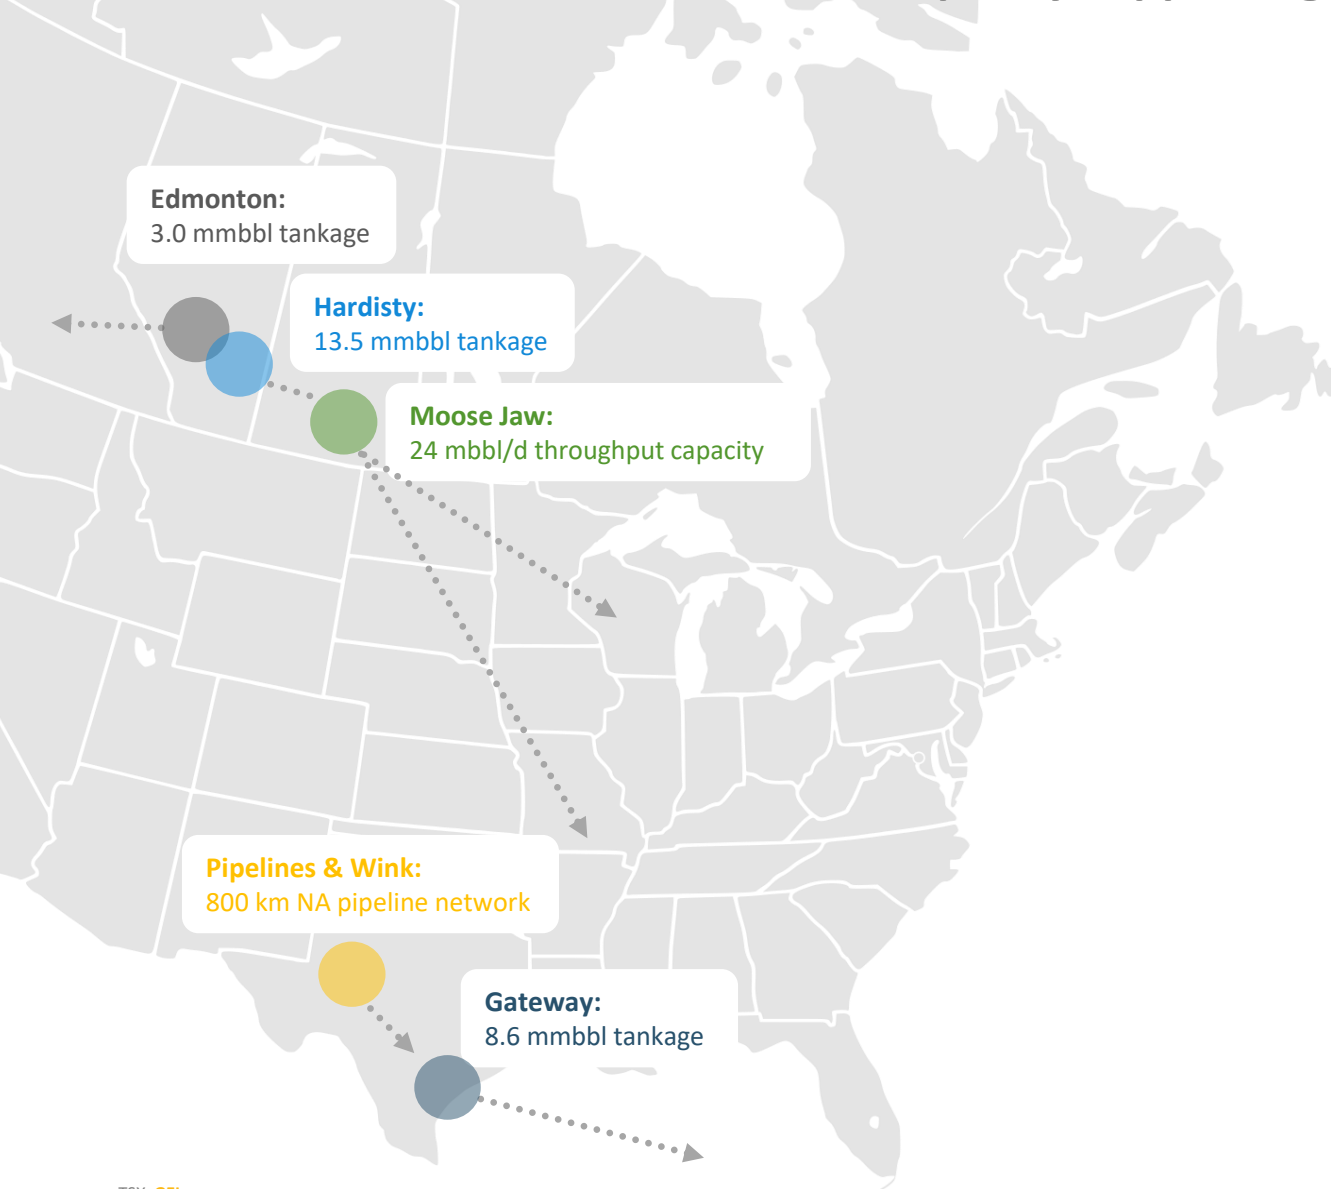 Edmonton:
3.0 mmbbl tankage
Hardisty:
13.5 mmbbl tankage
Moose Jaw:
24 mbbl/d throughput capacity
Pipelines & Wink:
800 km NA pipeline network
Gateway:
8.6 mmbbl tankage